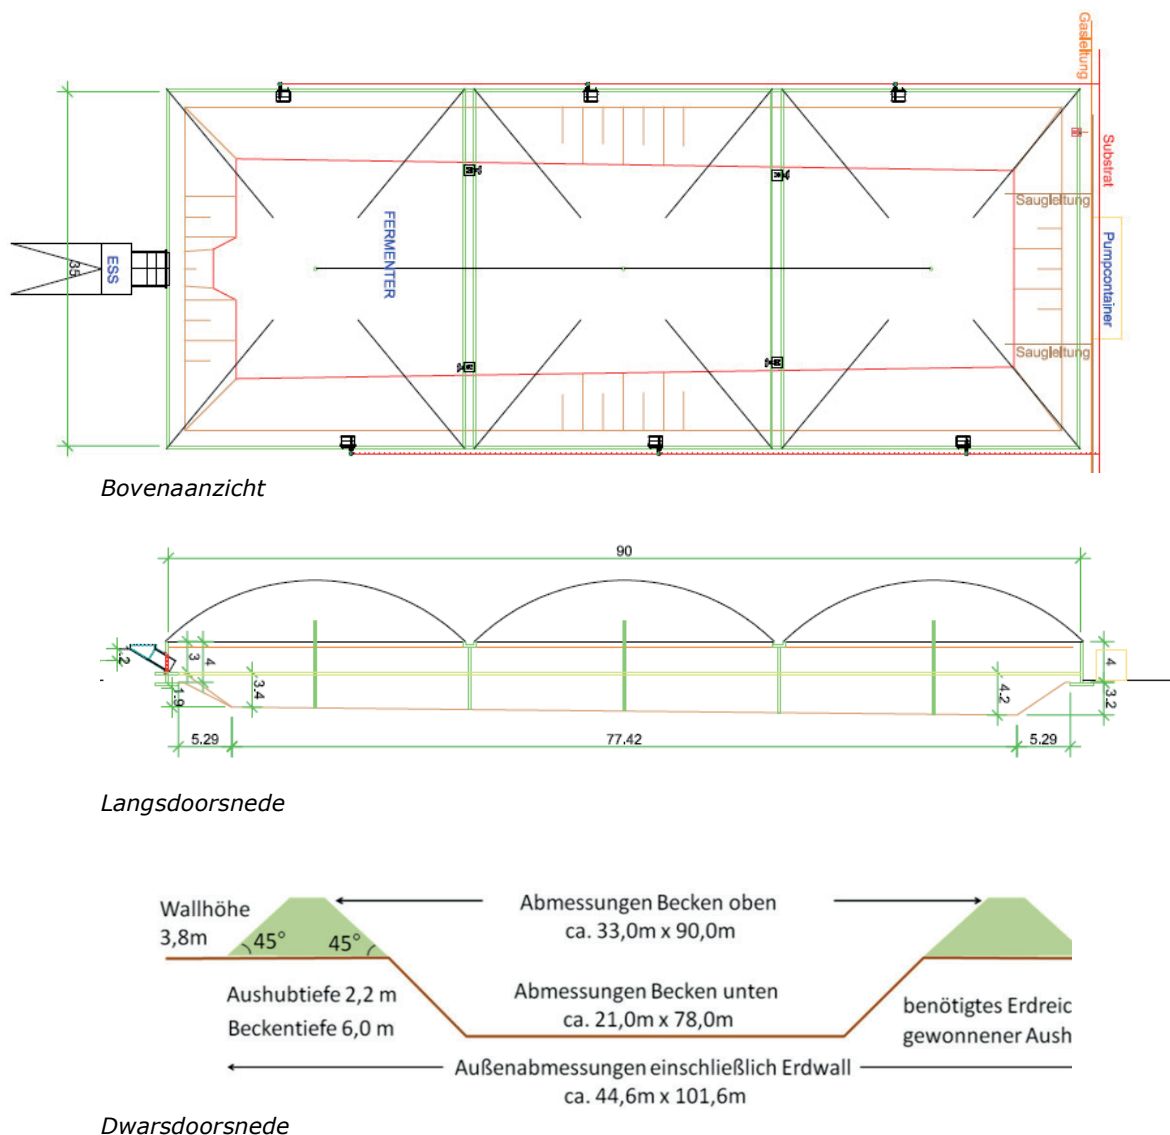 Gasleitung
Substrat
Saugleitung
Pumpcontainer
Saugleitung
FERMENTER
ESS
35
Bovenaanzicht
90
2
3
4
1.9
3.4
4.2
4
3.2
5.29
77.42
5.29
Langsdoorsnede
Wallhöhe
3,8m
45°
45°
Abmessungen Becken oben
ca. 33,0m x 90,0m
Aushubtiefe 2,2 m
Beckentiefe 6,0 m
Abmessungen Becken unten
ca. 21,0m x 78,0m
benötigtes Erdreic
gewonnener Aush
Außenabmessungen einschließlich Erdwall
ca. 44,6m x 101,6m
Dwarsdoorsnede